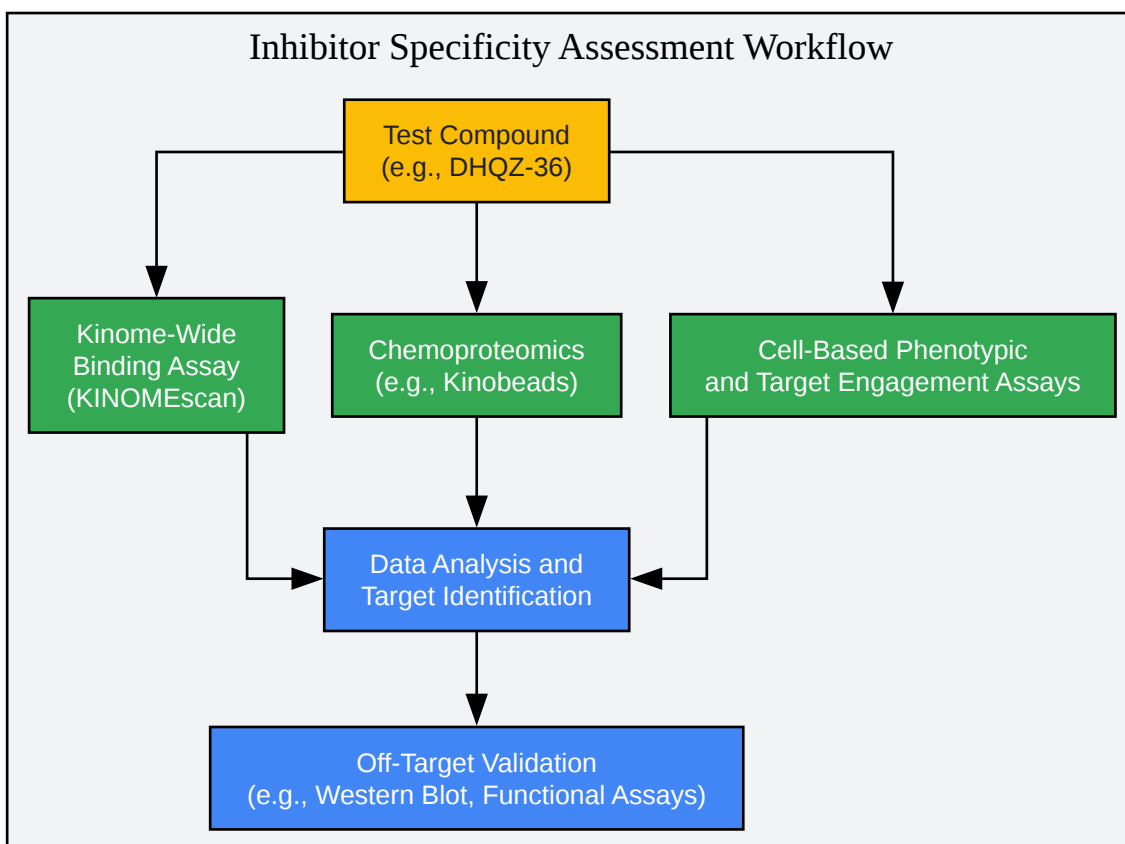 Inhibitor Specificity Assessment Workflow
Test Compound
(e.g., DHQZ-36)
Kinome-Wide
Binding Assay
(KINOMEscan)
Chemoproteomics
(e.g., Kinobeads)
Cell-Based Phenotypic
and Target Engagement Assays
Data Analysis and
Target Identification
Off-Target Validation
(e.g., Western Blot, Functional Assays)